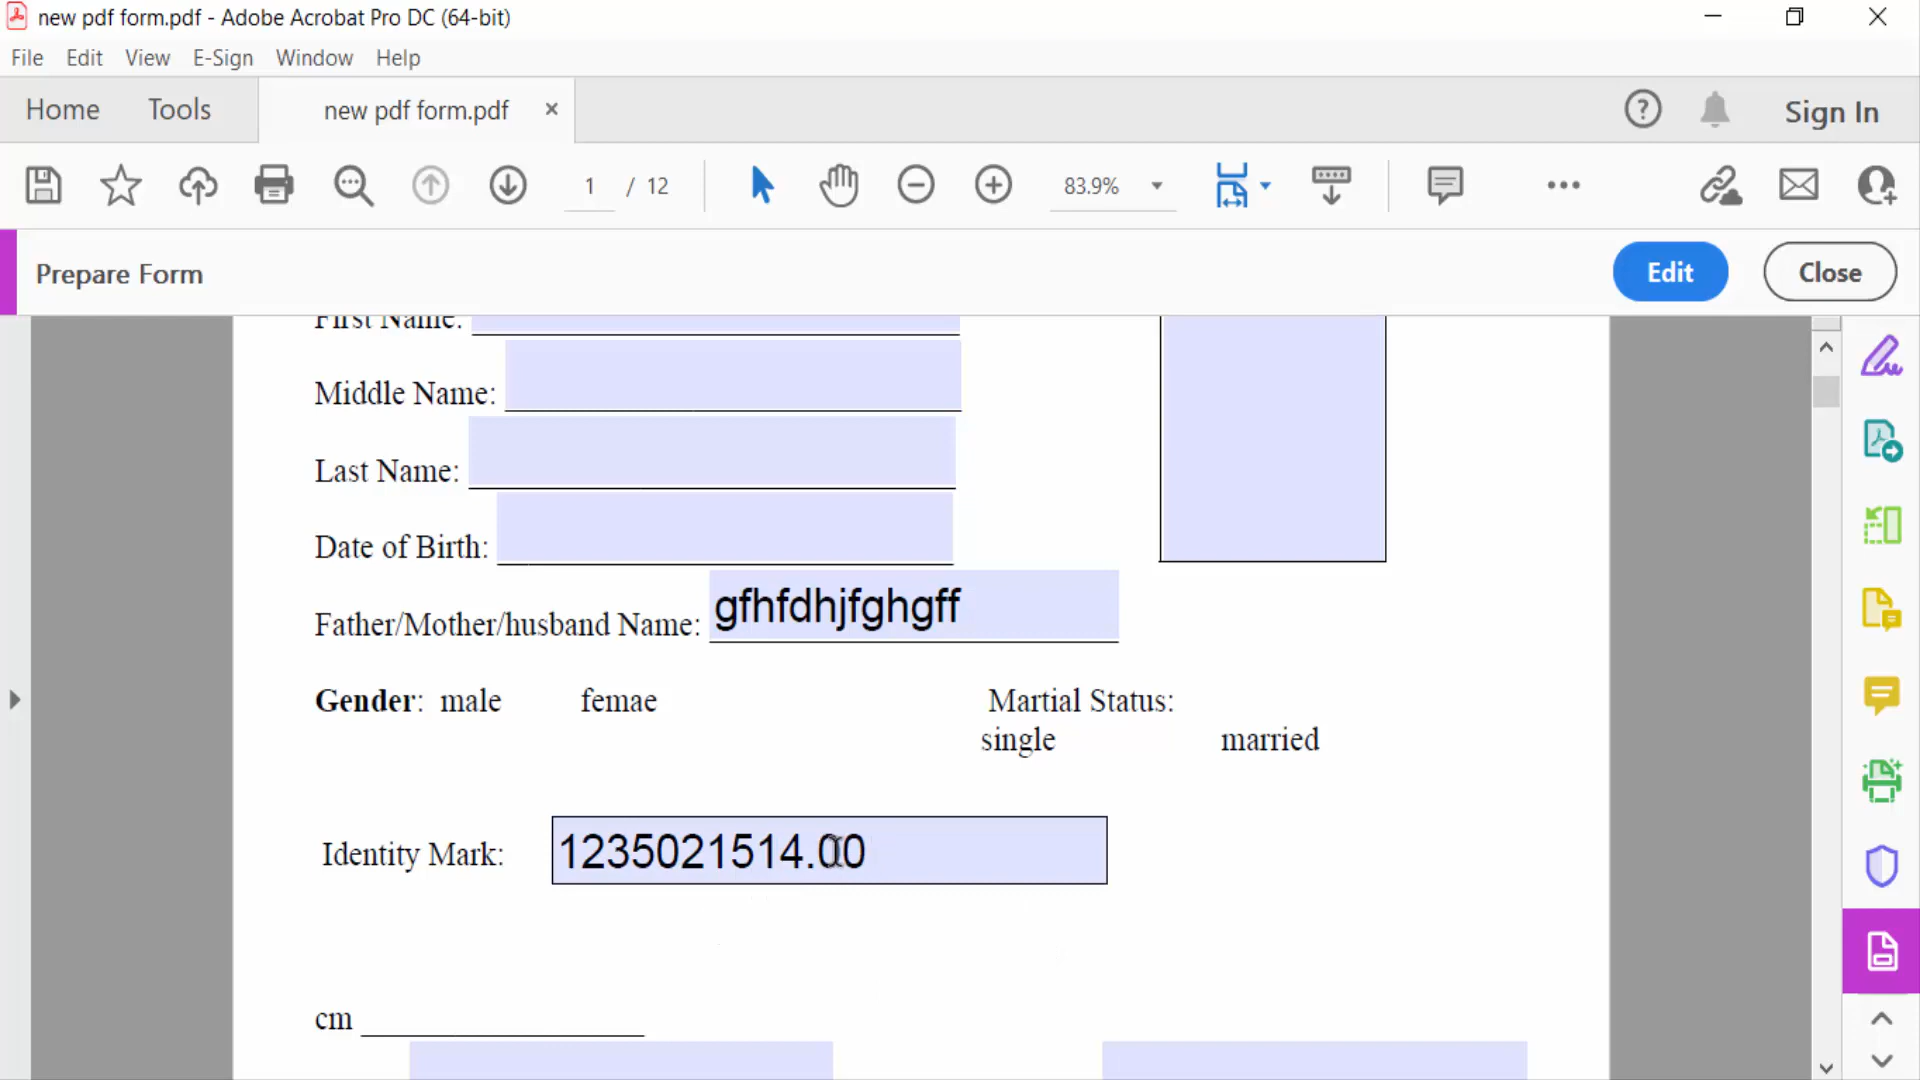 new pdf form.pdf - Adobe Acrobat Pro DC (64-bit)
File Edit View E-Sign Window Help
Home Tools new pdf form.pdf × Sign In
1 / 12 83.9%
Prepare Form Edit Close
First Name:
Middle Name:
Last Name:
Date of Birth:
Father/Mother/husband Name: gfhfdhjfghgff
Gender: male femae Martial Status:
single married
Identity Mark: 1235021514.00
cm